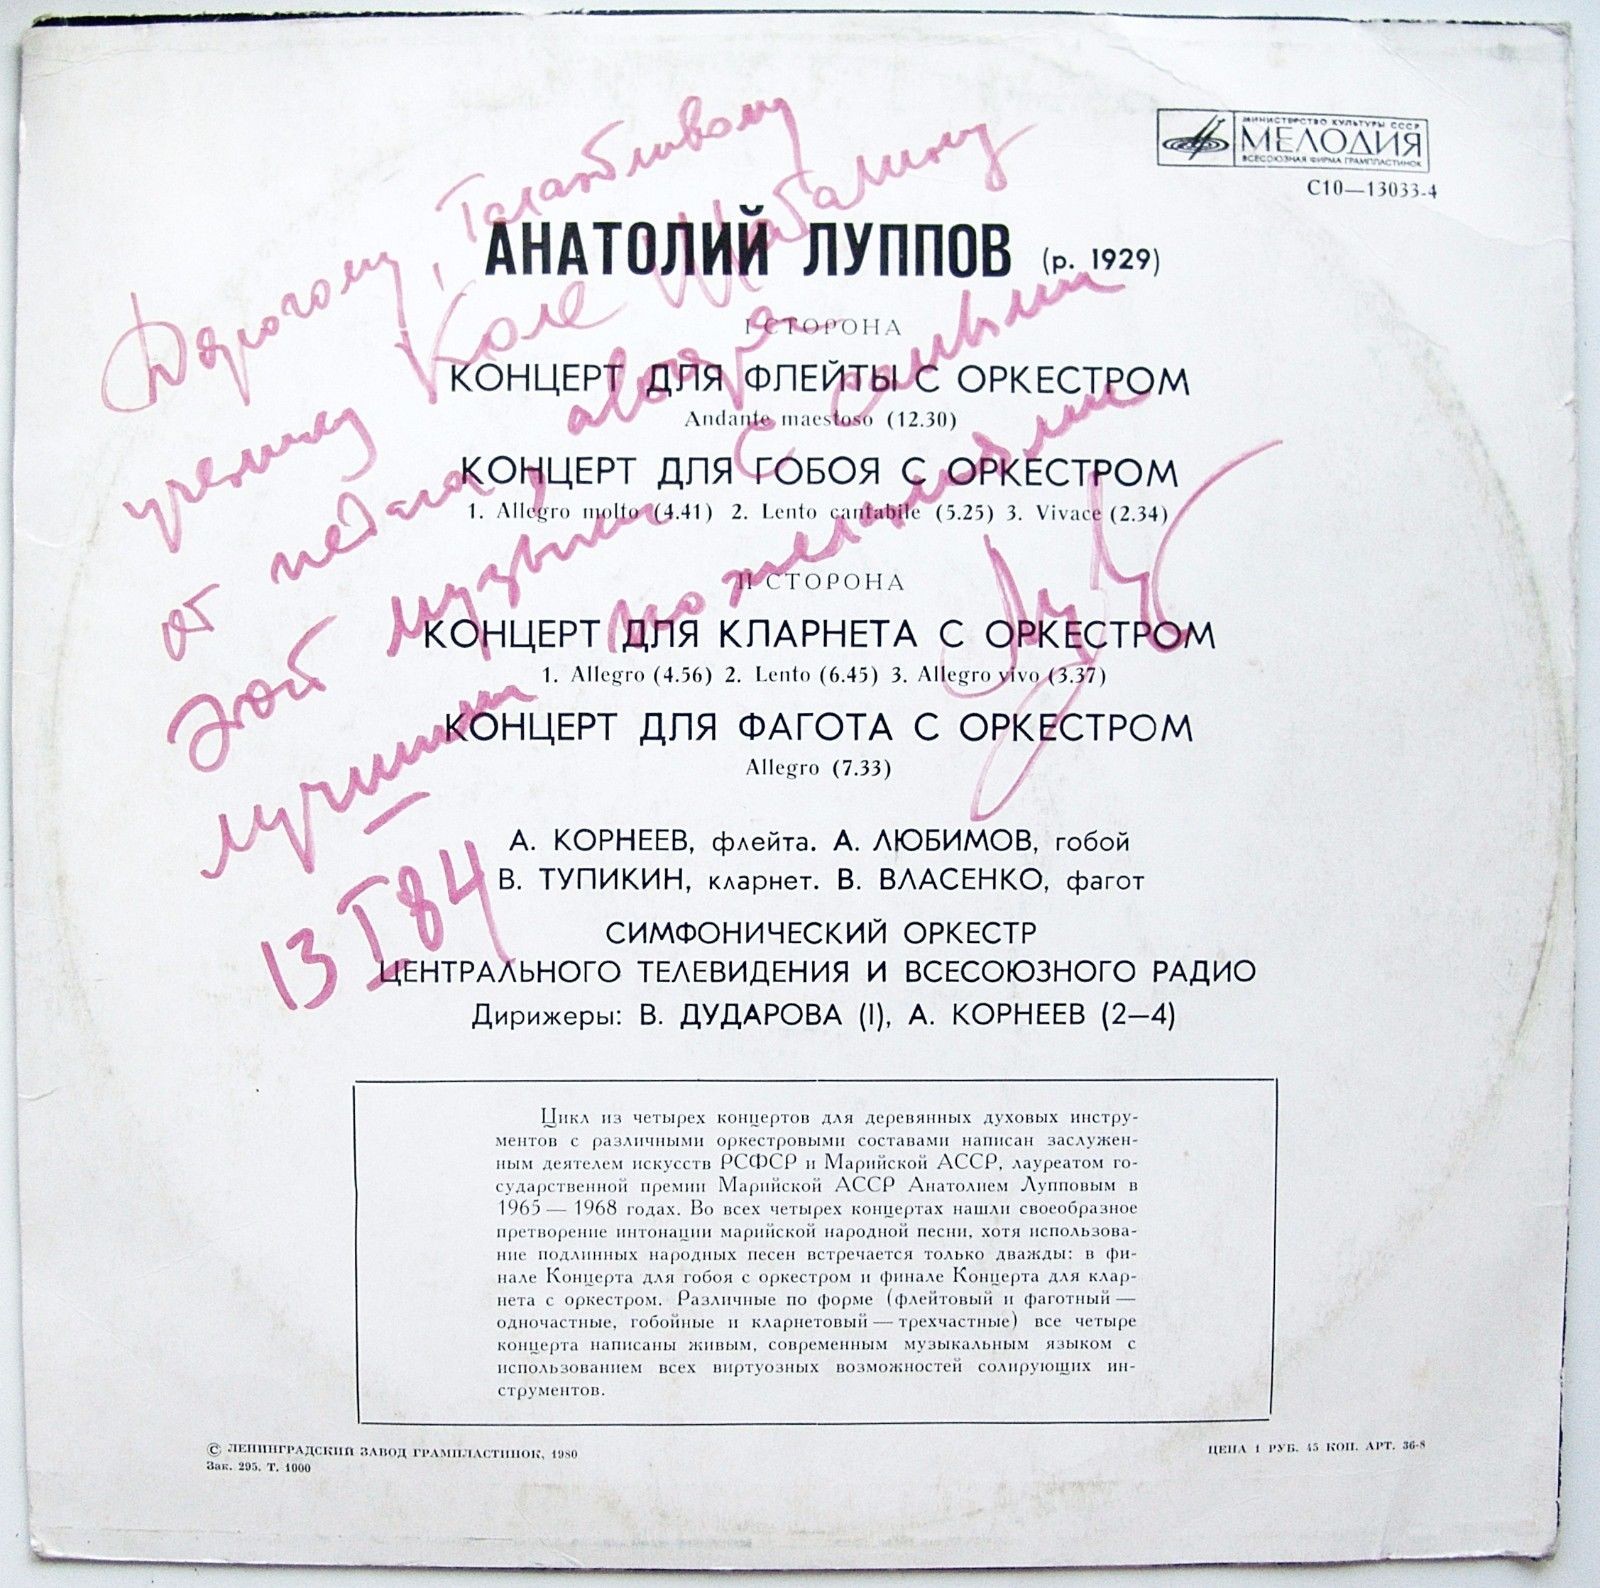 МИНИСТЕРСТВО КУЛЬТУРЫ СССР
МЕЛОДИЯ
ВСЕСОЮЗНАЯ ФИРМА ГРАМПЛАСТИНОК
С10—13033-4
АНАТОЛИЙ ЛУППОВ (р. 1929)
I СТОРОНА
КОНЦЕРТ ДЛЯ ФЛЕЙТЫ С ОРКЕСТРОМ
Andante maestoso (12.30)
КОНЦЕРТ ДЛЯ ГОБОЯ С ОРКЕСТРОМ
1. Allegro molto (4.41) 2. Lento cantabile (5.25) 3. Vivace (2.34)
II СТОРОНА
КОНЦЕРТ ДЛЯ КЛАРНЕТА С ОРКЕСТРОМ
1. Allegro (4.56) 2. Lento (6.45) 3. Allegro vivo (3.37)
КОНЦЕРТ ДЛЯ ФАГОТА С ОРКЕСТРОМ
Allegro (7.33)
А. КОРНЕЕВ, флейта. А. ЛЮБИМОВ, гобой
В. ТУПИКИН, кларнет. В. ВЛАСЕНКО, фагот
СИМФОНИЧЕСКИЙ ОРКЕСТР
ЦЕНТРАЛЬНОГО ТЕЛЕВИДЕНИЯ И ВСЕСОЮЗНОГО РАДИО
Дирижеры: В. ДУДАРОВА (I), А. КОРНЕЕВ (2—4)
Дорогому, талантливому
ученику Коле Шабалину
от педагога, автора
этой музыки с самыми
лучшими пожеланиями
13 I 84
Цикл из четырех концертов для деревянных духовых инстру-
ментов с различными оркестровыми составами написан заслужен-
ным деятелем искусств РСФСР и Марийской АССР, лауреатом го-
сударственной премии Марийской АССР Анатолием Лупповым в
1965 — 1968 годах. Во всех четырех концертах нашли своеобразное
претворение интонации марийской народной песни, хотя использова-
ние подлинных народных песен встречается только дважды: в фи-
нале Концерта для гобоя с оркестром и финале Концерта для клар-
нета с оркестром. Различные по форме (флейтовый и фаготный —
одночастные, гобойные и кларнетовый — трехчастные) все четыре
концерта написаны живым, современным музыкальным языком с
использованием всех виртуозных возможностей солирующих ин-
струментов.
© ЛЕНИНГРАДСКИЙ ЗАВОД ГРАМПЛАСТИНОК, 1980
Зак. 295. Т. 1000
ЦЕНА 1 РУБ. 45 КОП. АРТ. 36-8